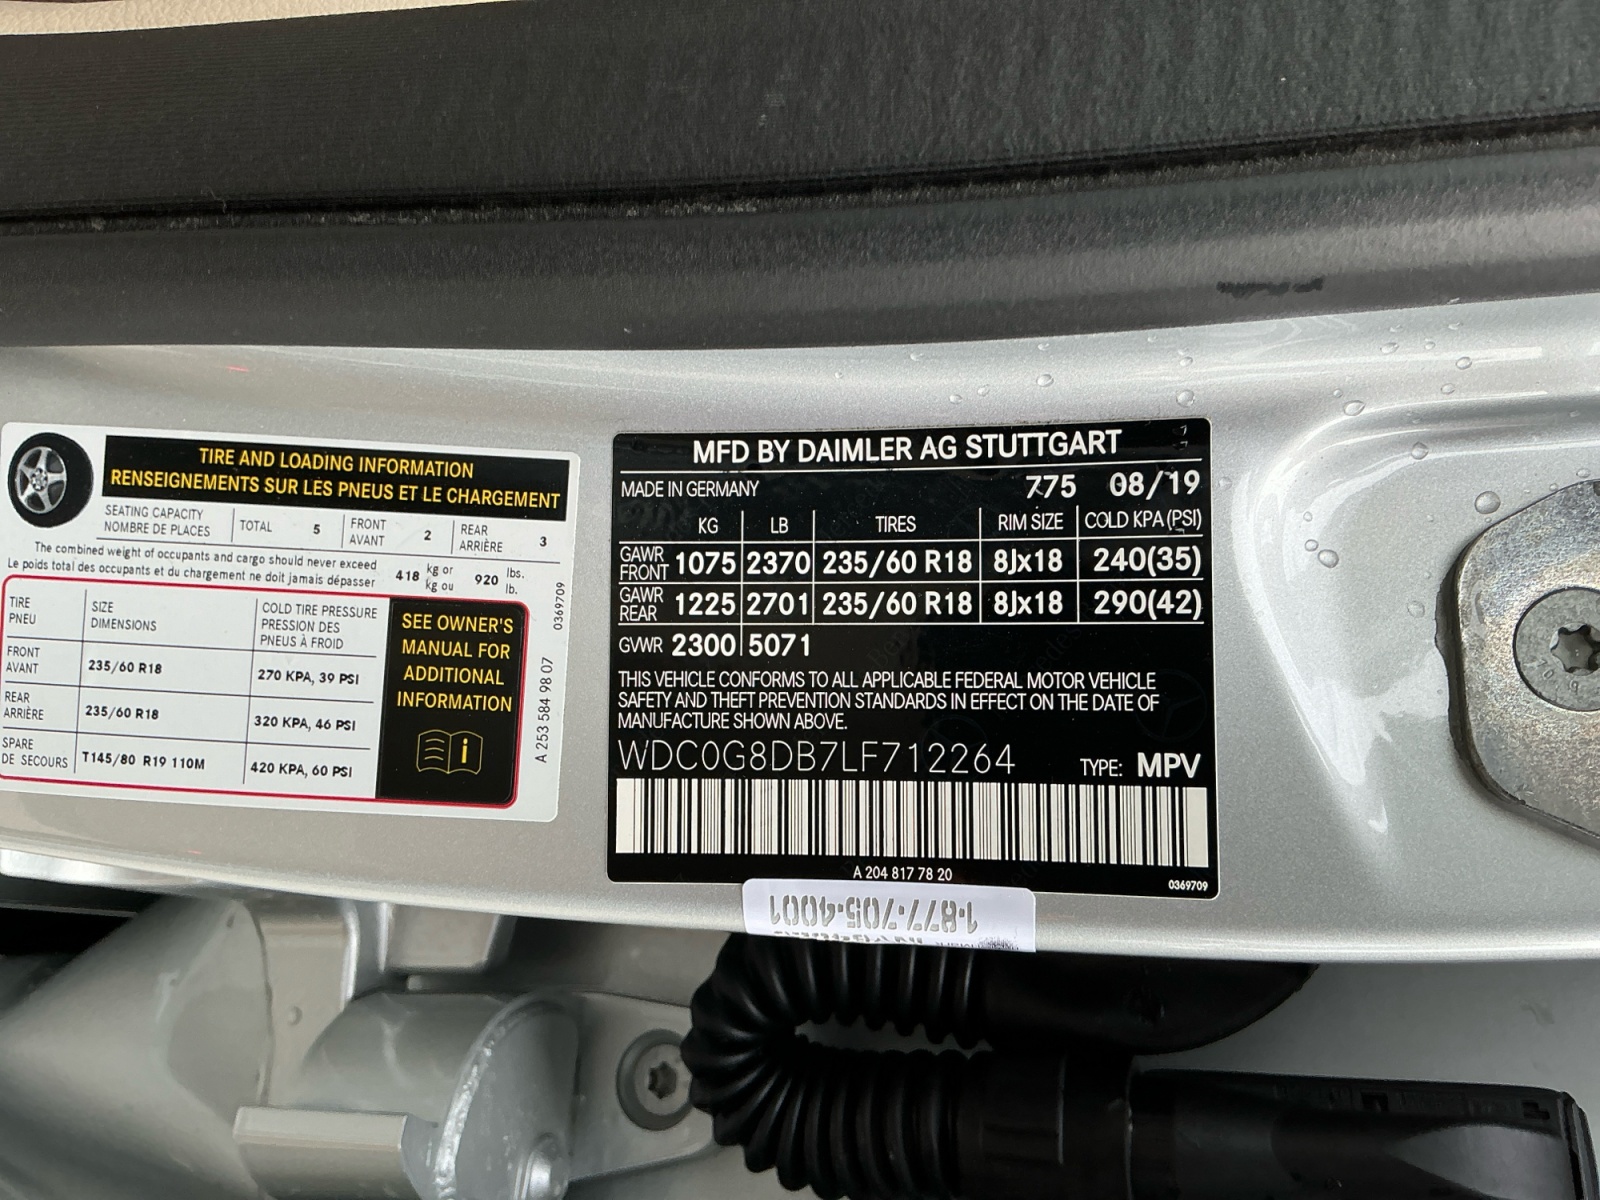 TIRE AND LOADING INFORMATION
RENSEIGNEMENTS SUR LES PNEUS ET LE CHARGEMENT
SEATING CAPACITY
NOMBRE DE PLACES
TOTAL 5
FRONT
AVANT
2
REAR
ARRIÈRE
3
The combined weight of occupants and cargo should never exceed
Le poids total des occupants et du chargement ne doit jamais dépasser
418 kg or
kg ou
920 lbs.
lb.
TIRE
PNEU
SIZE
DIMENSIONS
COLD TIRE PRESSURE
PRESSION DES
PNEUS À FROID
FRONT
AVANT
235/60 R18
270 KPA, 39 PSI
REAR
ARRIÈRE
235/60 R18
320 KPA, 46 PSI
SPARE
DE SECOURS
T145/80 R19 110M
420 KPA, 60 PSI
SEE OWNER'S
MANUAL FOR
ADDITIONAL
INFORMATION
i
A 253 584 98 07
0369709
MFD BY DAIMLER AG STUTTGART
MADE IN GERMANY 775 08/19
KG LB TIRES RIM SIZE COLD KPA(PSI)
GAWR
FRONT
1075 2370 235/60 R18 8Jx18 240(35)
GAWR
REAR
1225 2701 235/60 R18 8Jx18 290(42)
GVWR 2300 5071
THIS VEHICLE CONFORMS TO ALL APPLICABLE FEDERAL MOTOR VEHICLE
SAFETY AND THEFT PREVENTION STANDARDS IN EFFECT ON THE DATE OF
MANUFACTURE SHOWN ABOVE.
WDC0G8DB7LF712264 TYPE: MPV
A 204 817 78 20
0369709
1-877-705-4001